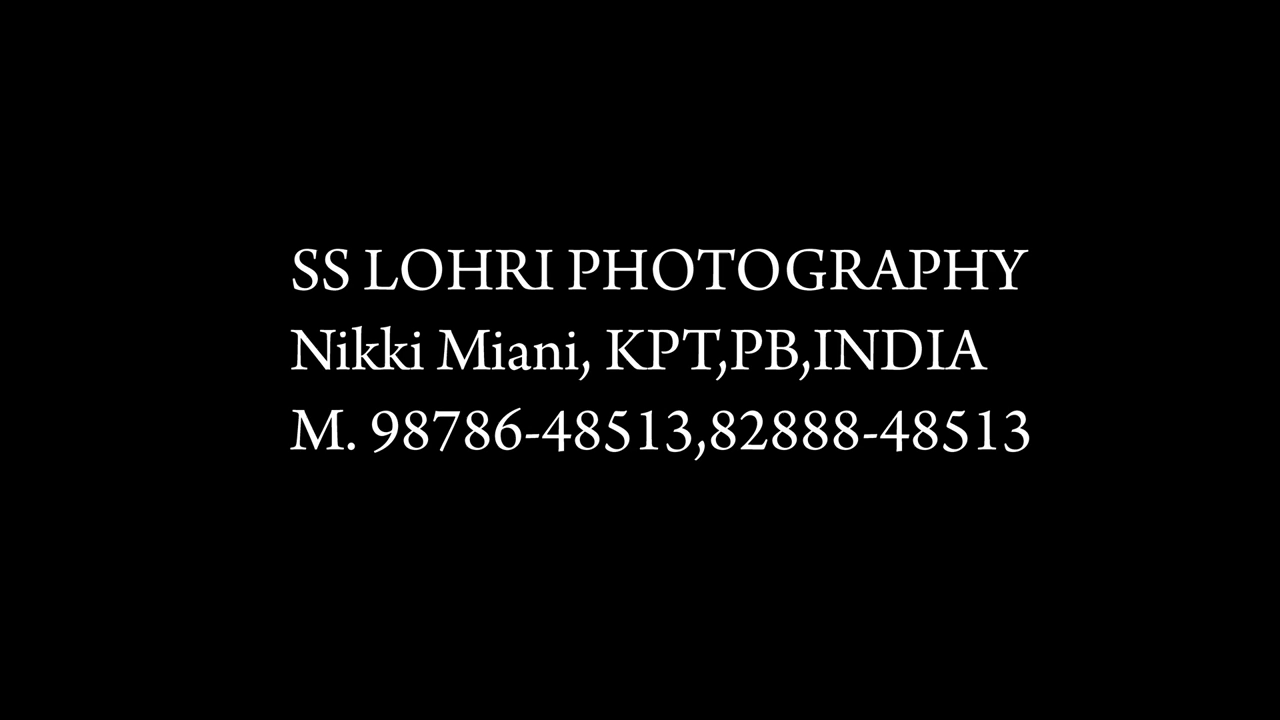 SS LOHRI PHOTOGRAPHY
Nikki Miani, KPT,PB,INDIA
M. 98786-48513,82888-48513